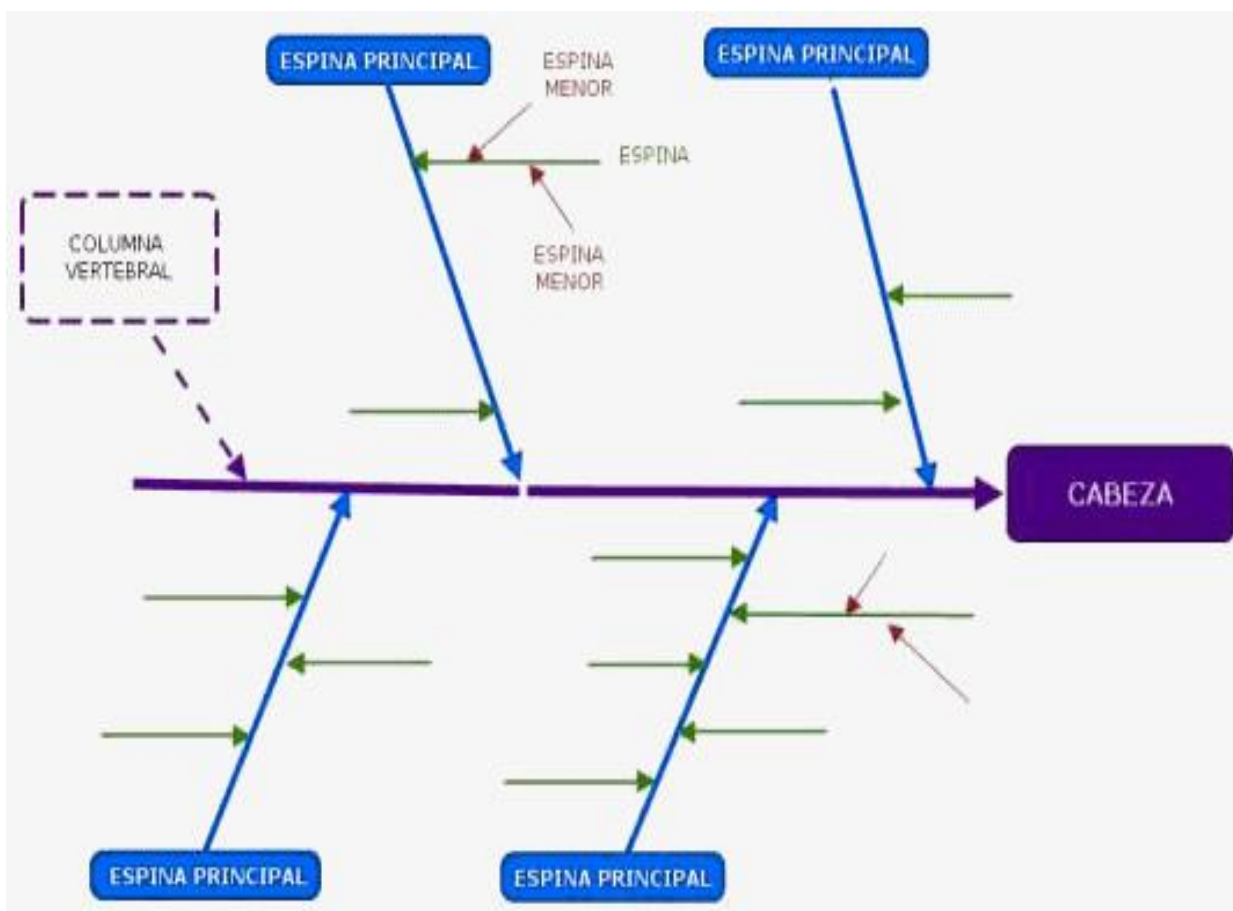 ESPINA PRINCIPAL
ESPINA
MENOR
ESPINA PRINCIPAL
ESPINA
COLUMNA
VERTEBRAL
ESPINA
MENOR
CABEZA
ESPINA PRINCIPAL
ESPINA PRINCIPAL